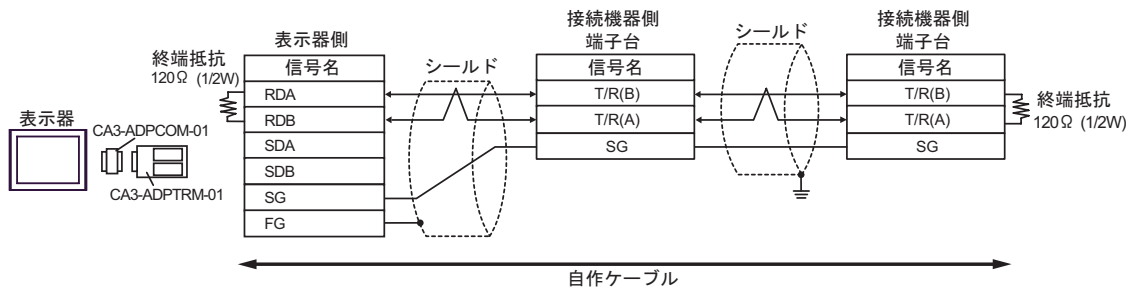 表示器
CA3-ADPCOM-01
CA3-ADPTRM-01
終端抵抗
120Ω (1/2W)
表示器側
信号名
RDA
RDB
SDA
SDB
SG
FG
シールド
接続機器側
端子台
信号名
T/R(B)
T/R(A)
SG
シールド
接続機器側
端子台
信号名
T/R(B)
T/R(A)
SG
終端抵抗
120Ω (1/2W)
自作ケーブル